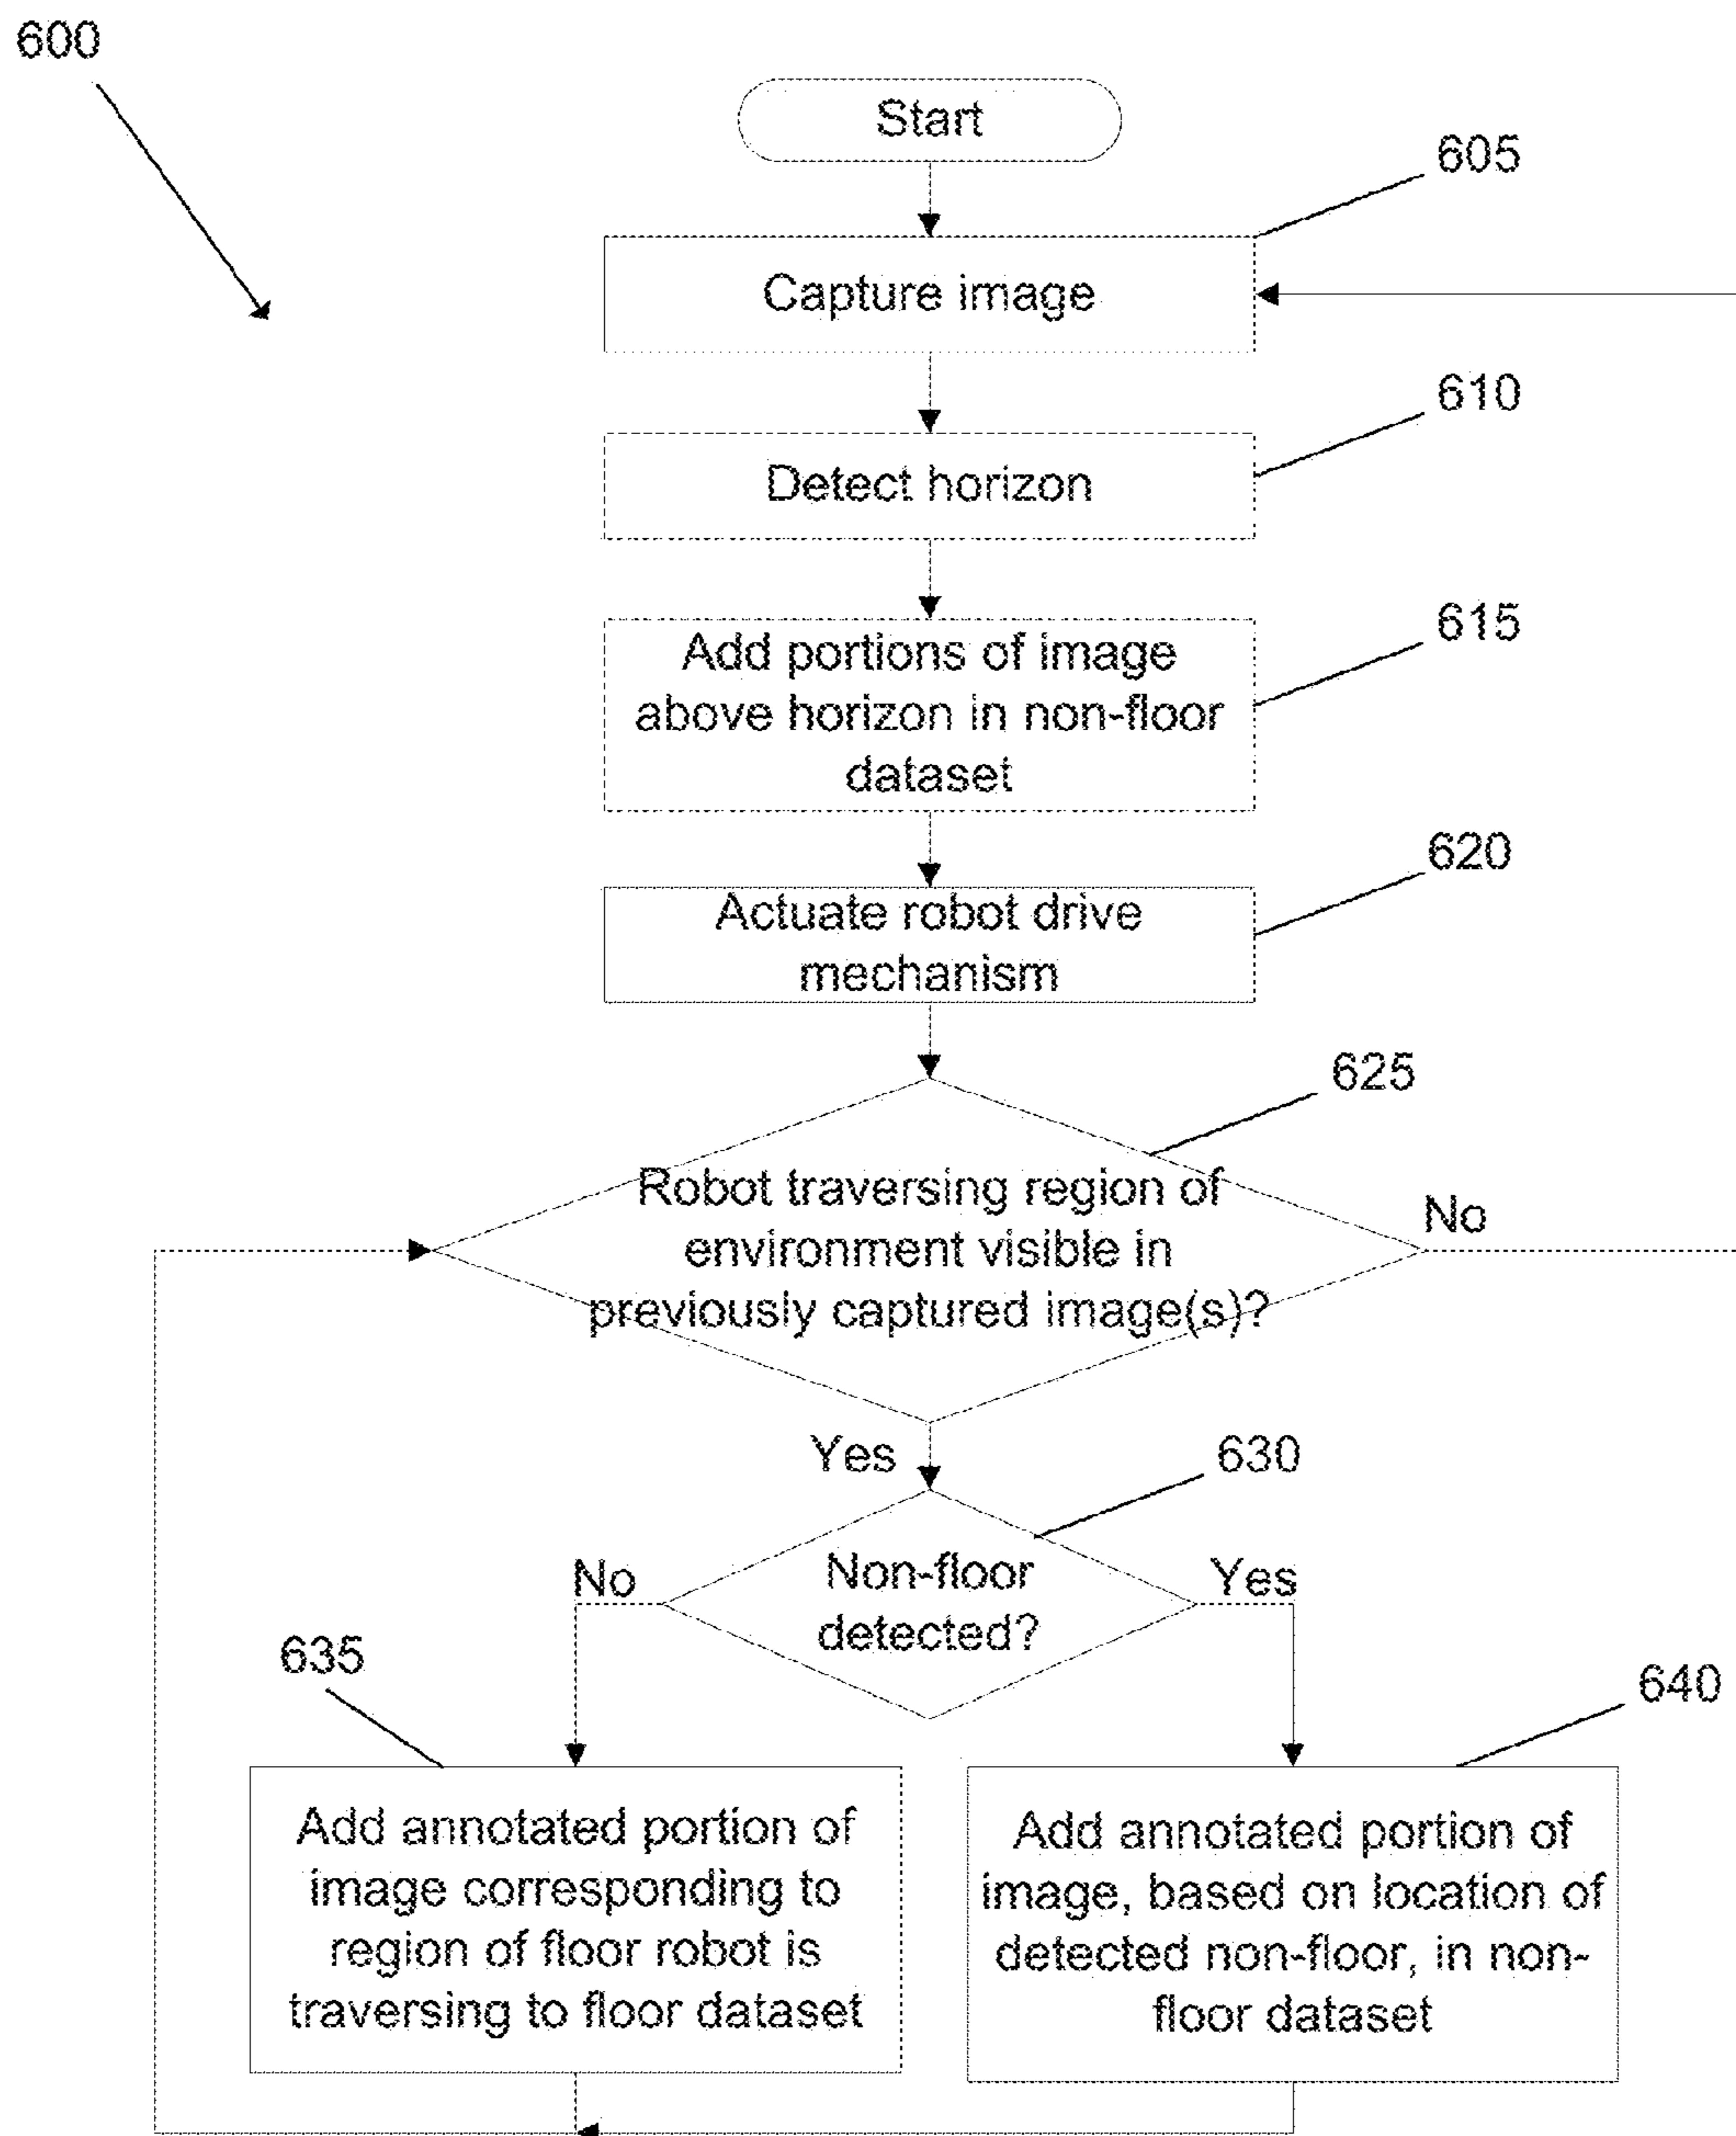 600
Start
605
Capture image
610
Detect horizon
615
Add portions of image
above horizon in non-floor
dataset
620
Actuate robot drive
mechanism
625
Robot traversing region of
environment visible in
previously captured image(s)?
No
Yes
630
Non-floor
detected?
No
Yes
635
640
Add annotated portion of
image corresponding to
region of floor robot is
traversing to floor dataset
Add annotated portion of
image, based on location of
detected non-floor, in non-
floor dataset